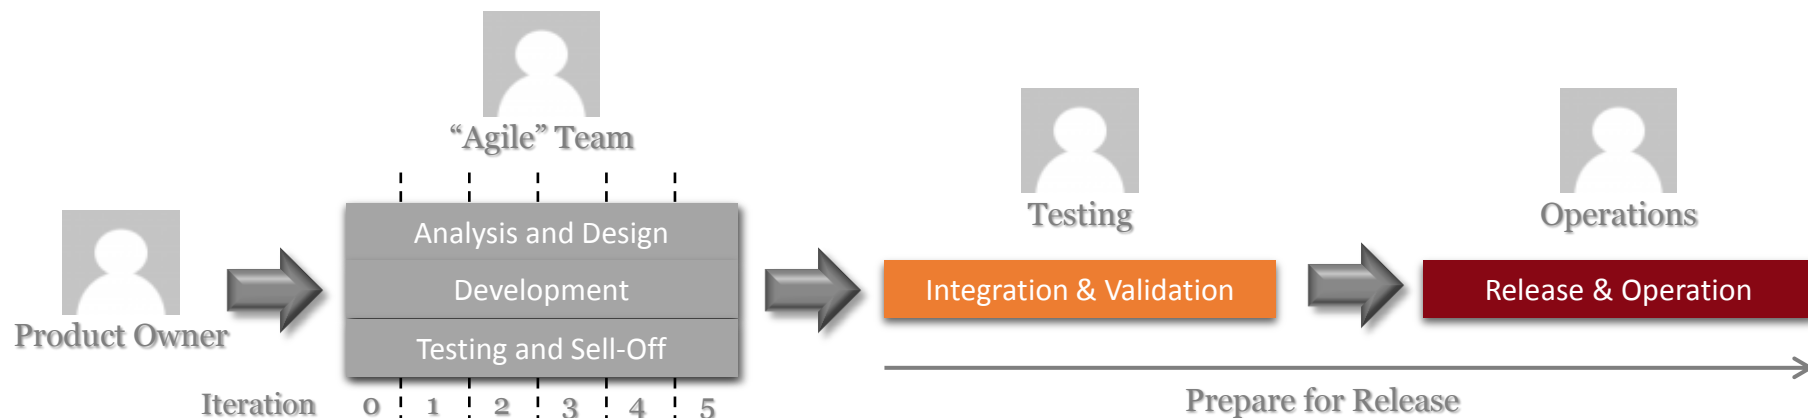 “Agile” Team
Product Owner
Analysis and Design
Development
Testing and Sell-Off
Iteration 0 1 2 3 4 5
Testing
Integration & Validation
Operations
Release & Operation
Prepare for Release